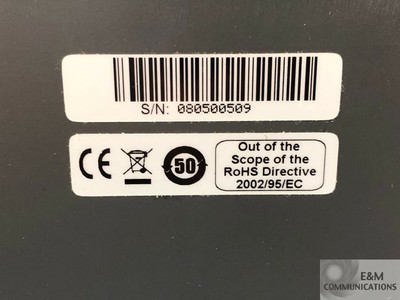 S/N: 080500509
CE
50
Out of the
Scope of the
RoHS Directive
2002/95/EC
E&M
COMMUNICATIONS